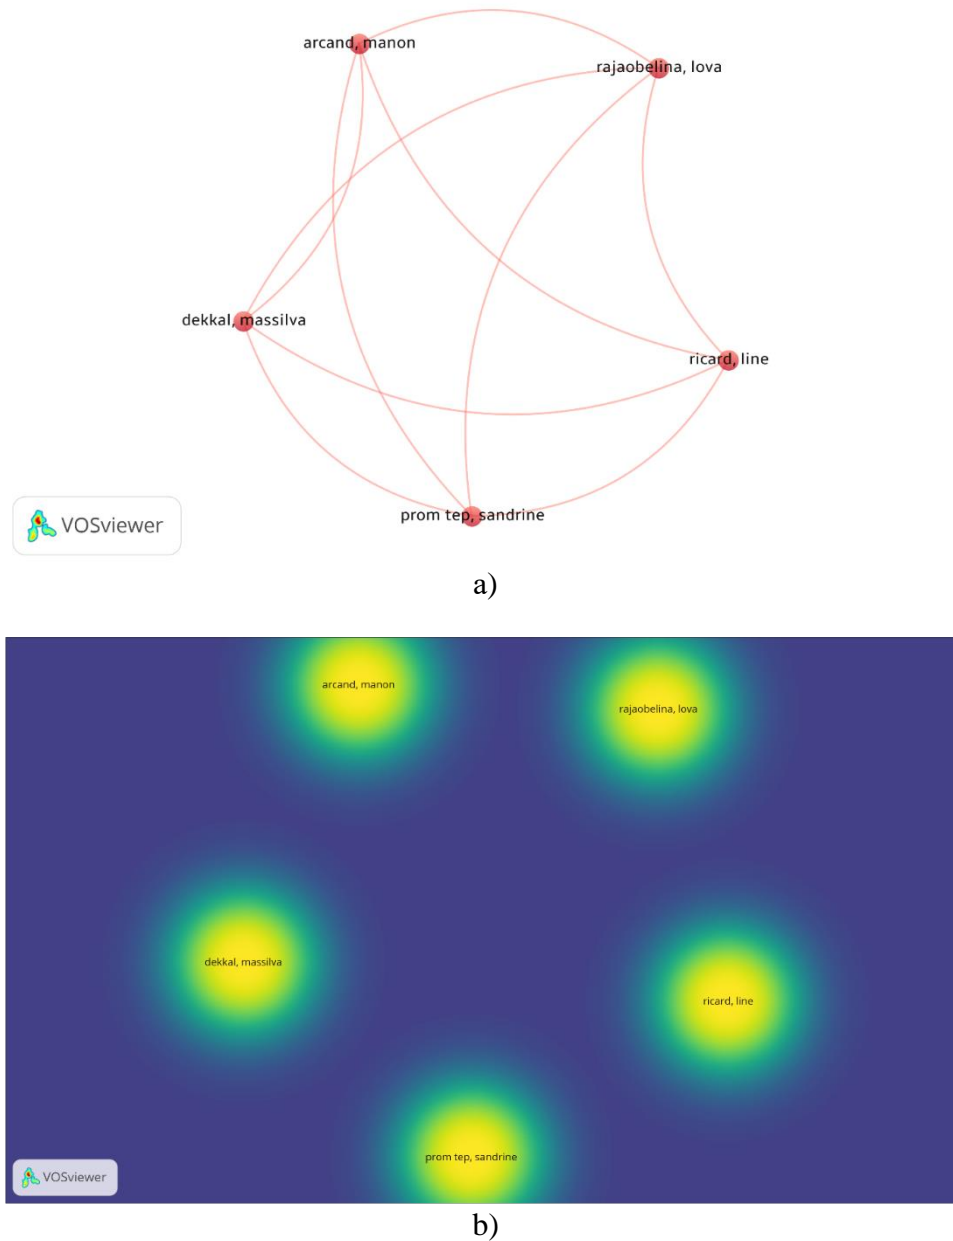 arcand, manon
rajaobelina, lova
dekkal, massilva
ricard, line
prom tep, sandrine
VOSviewer
a)
arcand, manon
rajaobelina, lova
dekkal, massilva
ricard, line
prom tep, sandrine
VOSviewer
b)